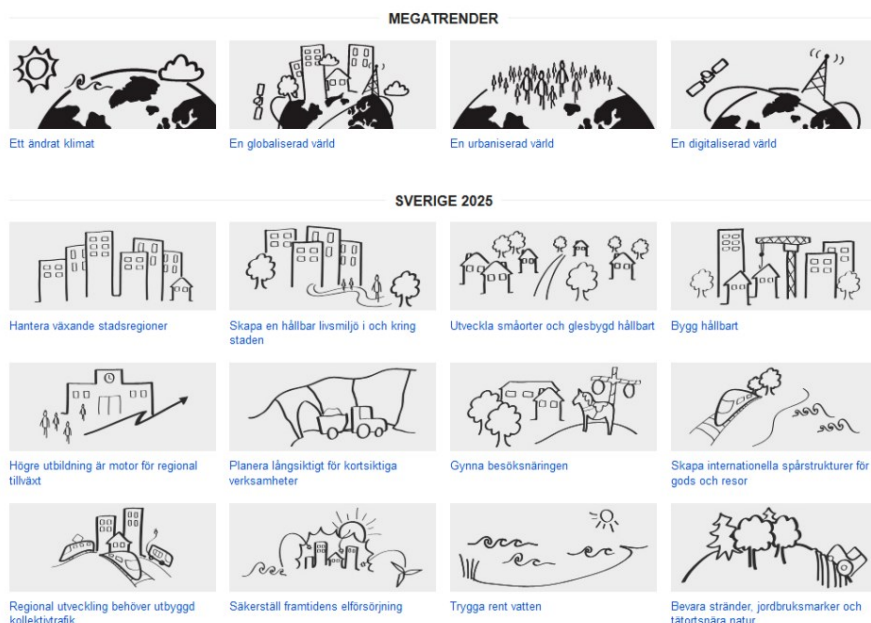 MEGATRENDER
Ett ändrat klimat
En globaliserad värld
En urbaniserad värld
En digitaliserad värld
SVERIGE 2025
Hantera växande stadsregioner
Skapa en hållbar livsmiljö i och kring
staden
Utveckla småorter och glesbygd hållbart
Bygg hållbart
Högre utbildning är motor för regional
tillväxt
Planera långsiktigt för kortsiktiga
verksamheter
Gynna besöksnäringen
Skapa internationella spårstrukturer för
gods och resor
Regional utveckling behöver utbyggd
kollektivtrafik
Säkerställ framtidens elförsörjning
Trygga rent vatten
Bevara stränder, jordbruksmarker och
tätortsnära natur